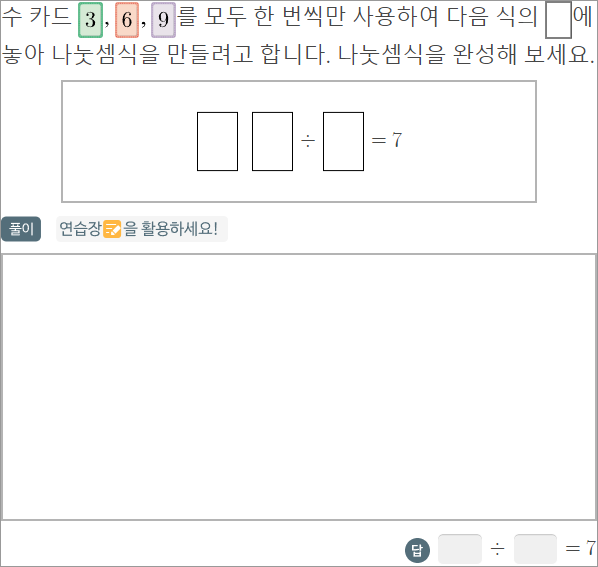 수 카드 3, 6, 9를 모두 한 번씩만 사용하여 다음 식의 □에
놓아 나눗셈식을 만들려고 합니다. 나눗셈식을 완성해 보세요.
□ □ ÷ □ = 7
풀이 연습장을 활용하세요!
답 ÷ = 7